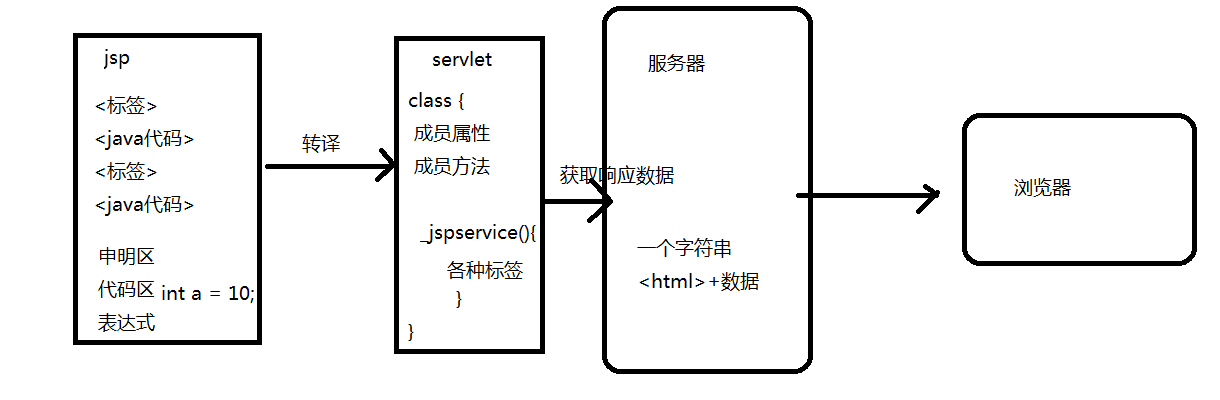 jsp
<标签>
<java代码>
<标签>
<java代码>
申明区
代码区 int a = 10;
表达式
转译
servlet
class {
成员属性
成员方法
_jspservice(){
各种标签
}
}
获取响应数据
服务器
一个字符串
<html>+数据
浏览器